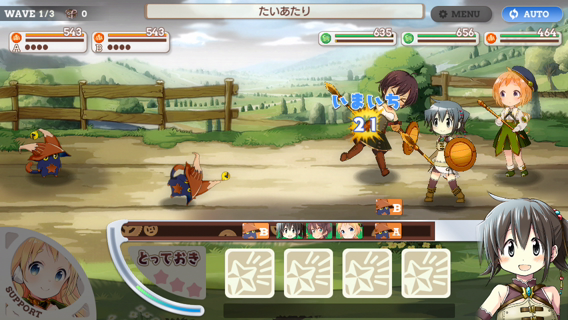 WAVE 1/3
0
たいあたり
MENU
AUTO
543
543
635
656
464
A
B
いまいち
21
B
B
A
とっておき
SUPPORT